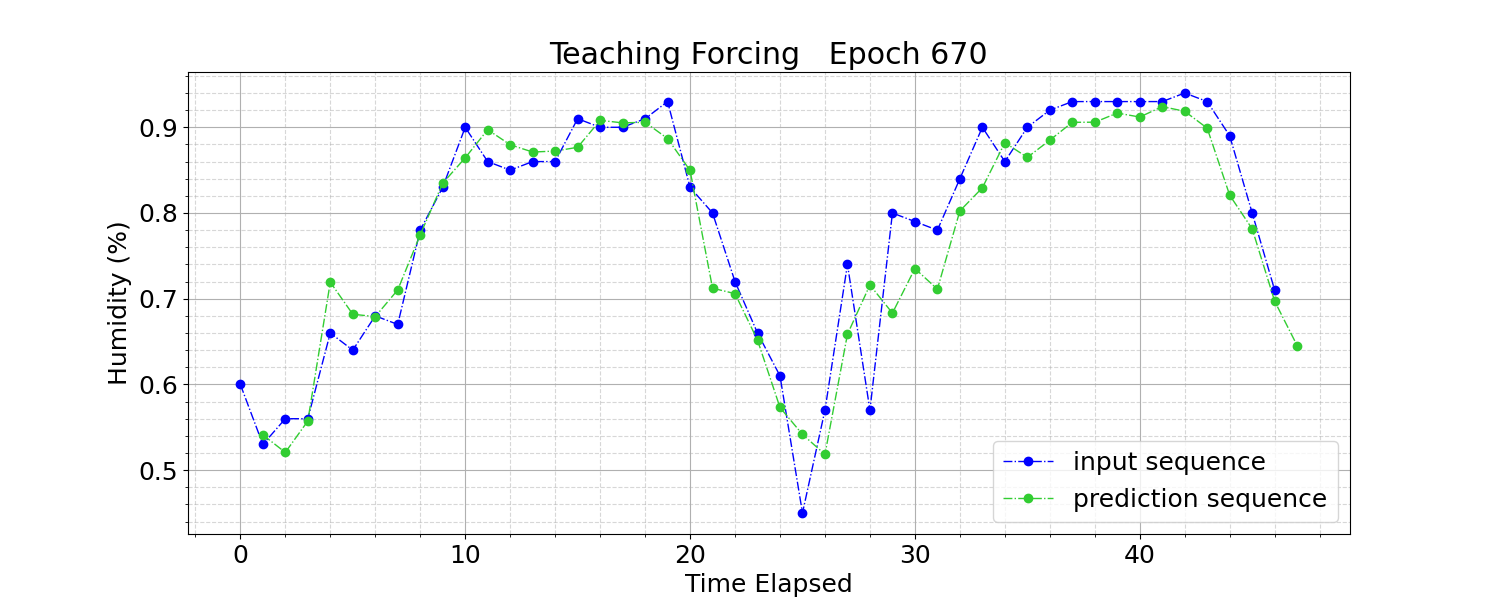 Teaching Forcing   Epoch 670
Humidity (%)
0.9
0.8
0.7
0.6
0.5
input sequence
prediction sequence
0 10 20 30 40
Time Elapsed